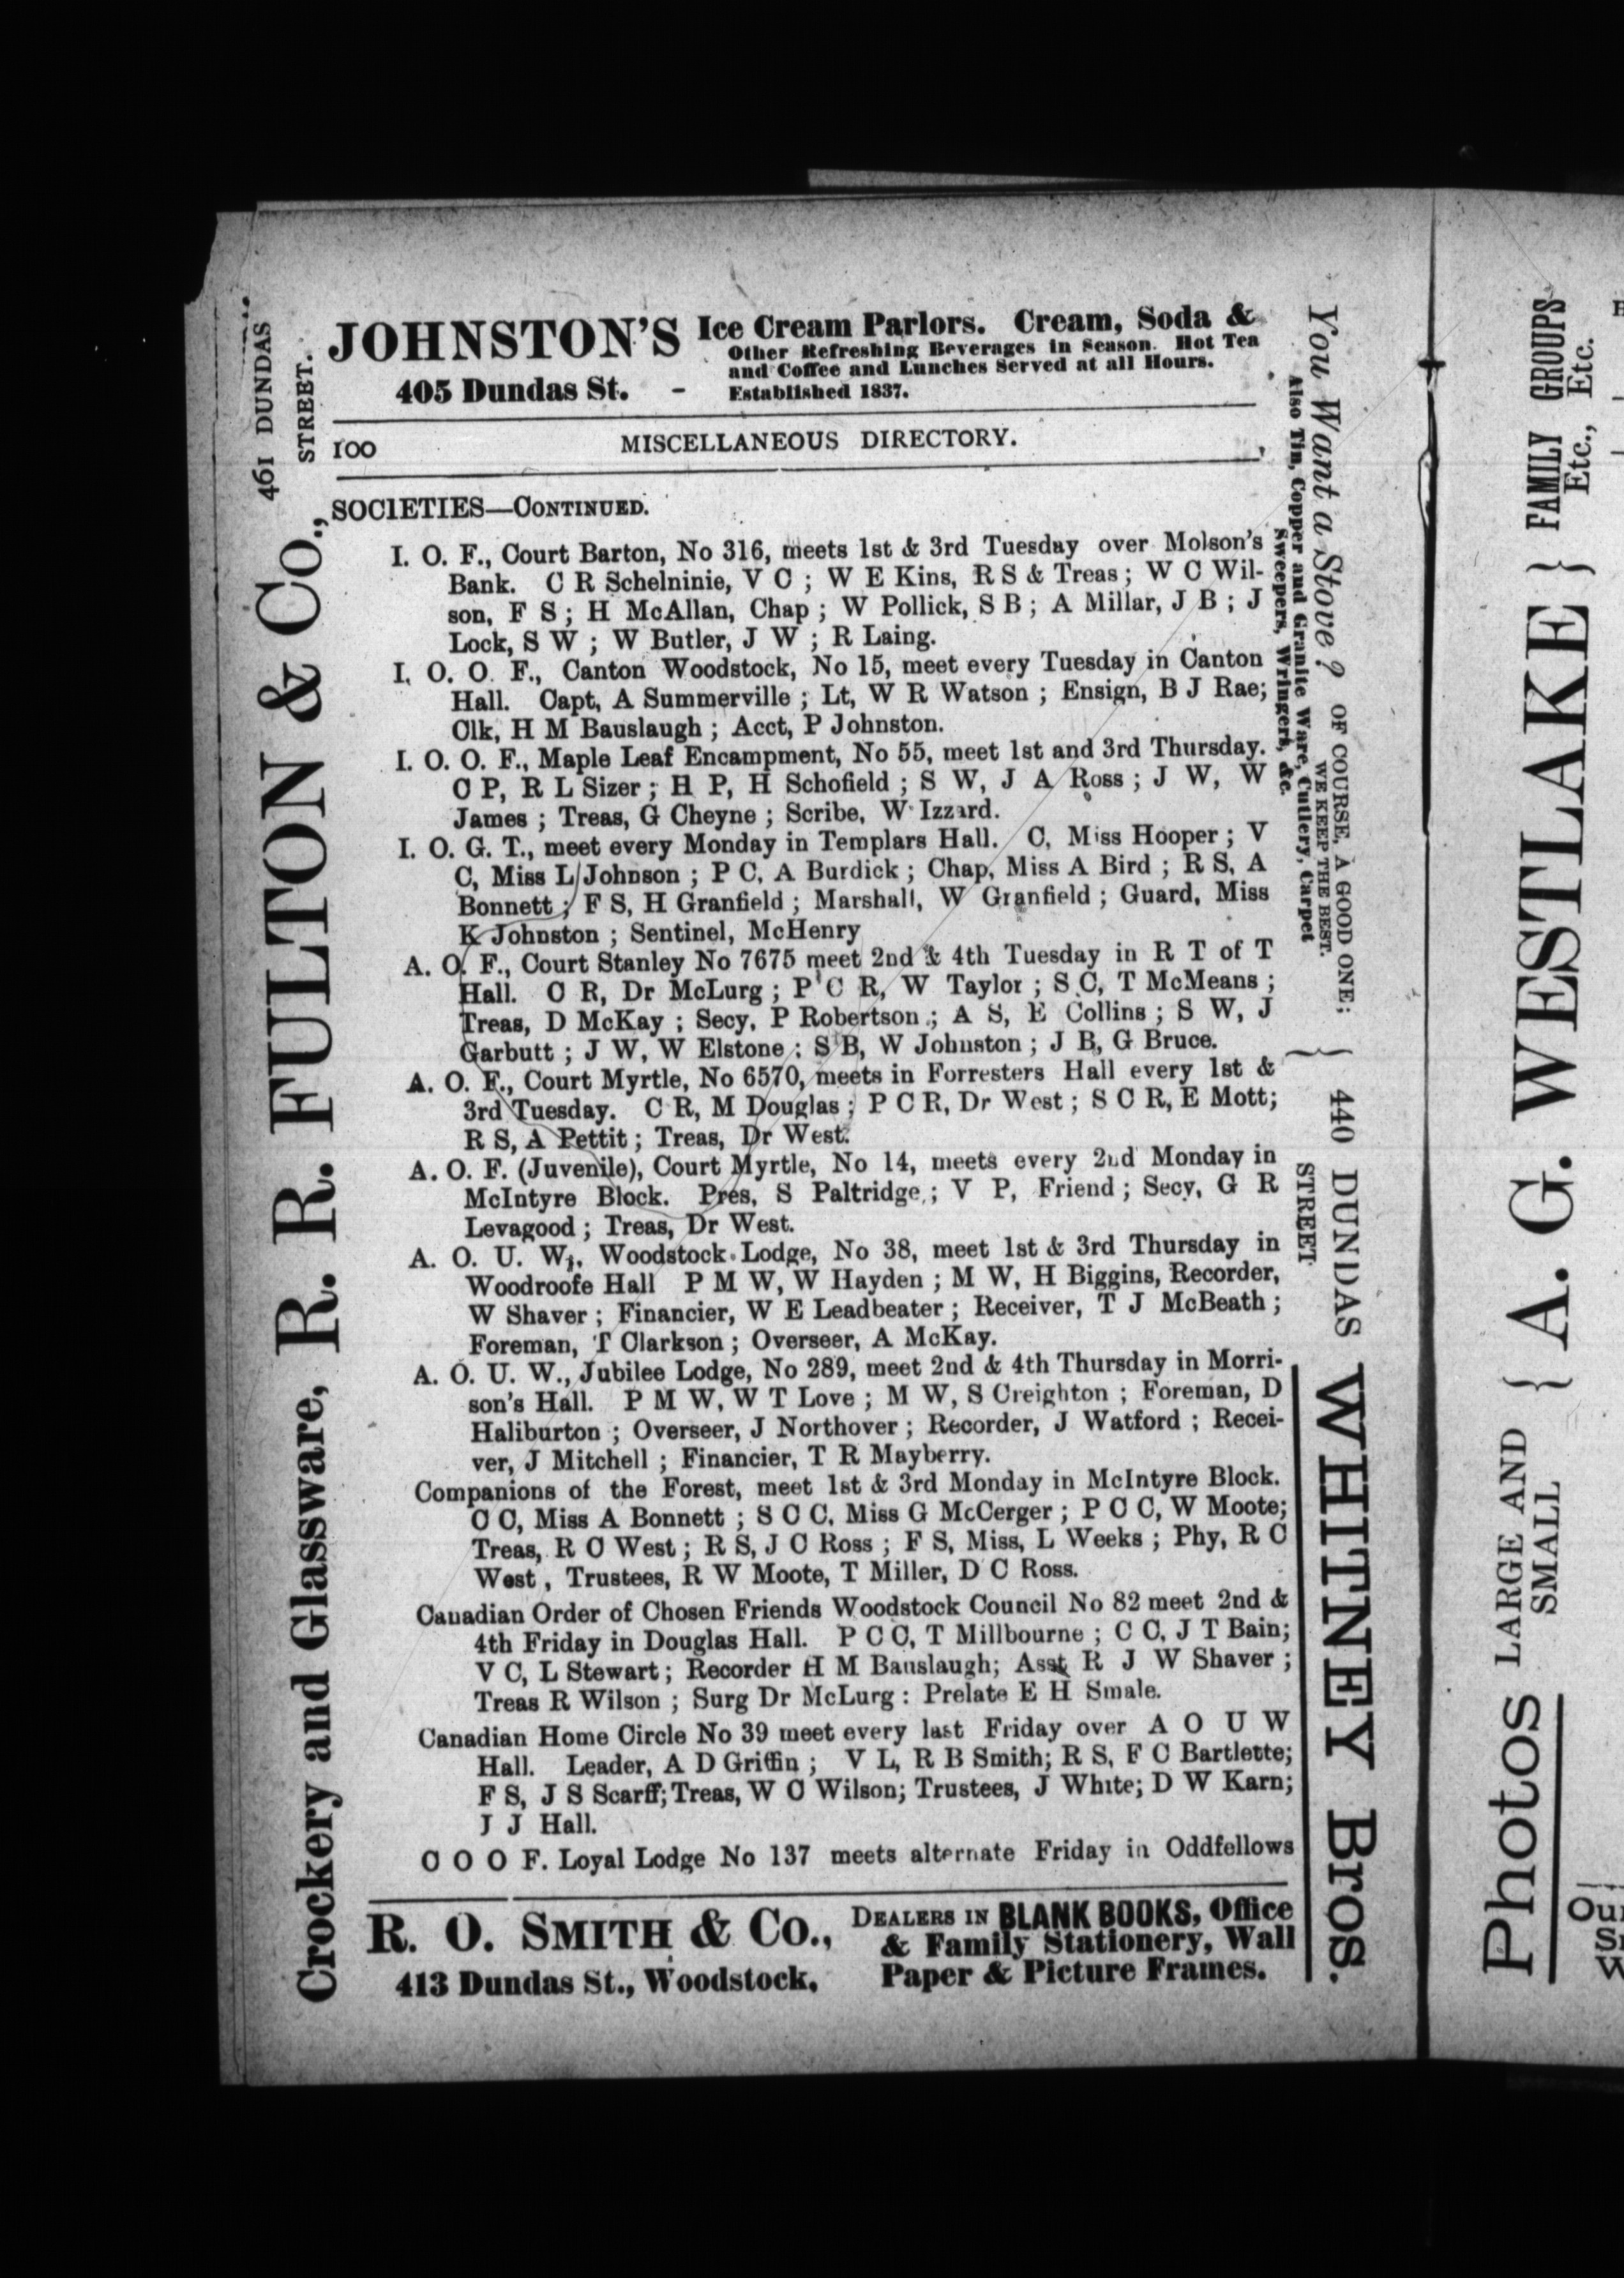 JOHNSTON'S Ice Cream Parlors. Cream, Soda &
Other Refreshing Beverages in Season. Hot Tea
and Coffee and Lunches Served at all Hours.
405 Dundas St. - Established 1837.
100 MISCELLANEOUS DIRECTORY.
SOCIETIES—CONTINUED.
I. O. F., Court Barton, No 316, meets 1st & 3rd Tuesday over Molson's
Bank. C R Schelninie, V C ; W E Kins, R S & Treas ; W C Wil-
son, F S ; H McAllan, Chap ; W Pollick, S B ; A Millar, J B ; J
Lock, S W ; W Butler, J W ; R Laing.
I. O. O. F., Canton Woodstock, No 15, meet every Tuesday in Canton
Hall. Capt, A Summerville ; Lt, W R Watson ; Ensign, B J Rae;
Clk, H M Bauslaugh ; Acct, P Johnston.
I. O. O. F., Maple Leaf Encampment, No 55, meet 1st and 3rd Thursday.
C P, R L Sizer ; H P, H Schofield ; S W, J A Ross ; J W, W
James ; Treas, G Cheyne ; Scribe, W Izzard.
I. O. G. T., meet every Monday in Templars Hall. C, Miss Hooper ; V
C, Miss L Johnson ; P C, A Burdick ; Chap, Miss A Bird ; R S, A
Bonnett ; F S, H Granfield ; Marshall, W Granfield ; Guard, Miss
K Johnston ; Sentinel, McHenry
A. O. F., Court Stanley No 7675 meet 2nd & 4th Tuesday in R T of T
Hall. C R, Dr McLurg ; P C R, W Taylor ; S C, T McMeans ;
Treas, D McKay ; Secy, P Robertson ; A S, E Collins ; S W, J
Garbutt ; J W, W Elstone ; S B, W Johnston ; J B, G Bruce.
A. O. F., Court Myrtle, No 6570, meets in Forresters Hall every 1st &
3rd Tuesday. C R, M Douglas ; P C R, Dr West ; S C R, E Mott;
R S, A Pettit ; Treas, Dr West.
A. O. F. (Juvenile), Court Myrtle, No 14, meets every 2nd Monday in
McIntyre Block. Pres, S Paltridge, ; V P, Friend ; Secy, G R
Levagood ; Treas, Dr West.
A. O. U. W., Woodstock Lodge, No 38, meet 1st & 3rd Thursday in
Woodroofe Hall P M W, W Hayden ; M W, H Biggins, Recorder,
W Shaver ; Financier, W E Leadbeater ; Receiver, T J McBeath ;
Foreman, T Clarkson ; Overseer, A McKay.
A. O. U. W., Jubilee Lodge, No 289, meet 2nd & 4th Thursday in Morri-
son's Hall. P M W, W T Love ; M W, S Creighton ; Foreman, D
Haliburton ; Overseer, J Northover ; Recorder, J Watford ; Recei-
ver, J Mitchell ; Financier, T R Mayberry.
Companions of the Forest, meet 1st & 3rd Monday in McIntyre Block.
C C, Miss A Bonnett ; S C C, Miss G McCerger ; P C C, W Moote;
Treas, R C West ; R S, J C Ross ; F S, Miss, L Weeks ; Phy, R C
West, Trustees, R W Moote, T Miller, D C Ross.
Canadian Order of Chosen Friends Woodstock Council No 82 meet 2nd &
4th Friday in Douglas Hall. P C C, T Millbourne ; C C, J T Bain;
V C, L Stewart ; Recorder H M Bauslaugh; Asst R J W Shaver ;
Treas R Wilson ; Surg Dr McLurg : Prelate E H Smale.
Canadian Home Circle No 39 meet every last Friday over A O U W
Hall. Leader, A D Griffin ; V L, R B Smith; R S, F C Bartlette;
F S, J S Scarff; Treas, W C Wilson; Trustees, J White; D W Karn;
J J Hall.
C O O F. Loyal Lodge No 137 meets alternate Friday in Oddfellows
R. O. SMITH & CO., DEALERS IN BLANK BOOKS, Office
& Family Stationery, Wall
413 Dundas St., Woodstock, Paper & Picture Frames.
Crockery and Glassware, R. R. FULTON & CO., 461 DUNDAS
STREET.
You Want a Stove? OF COURSE, A GOOD ONE;
WE KEEP THE BEST.
Also Tin, Copper and Granite Ware, Cutlery, Carpet
Sweepers, Wringers, &c.
440 DUNDAS
STREET
WHITNEY Bros.
Photos LARGE AND
SMALL
A. G. WESTLAKE
FAMILY GROUPS
Etc., Etc.